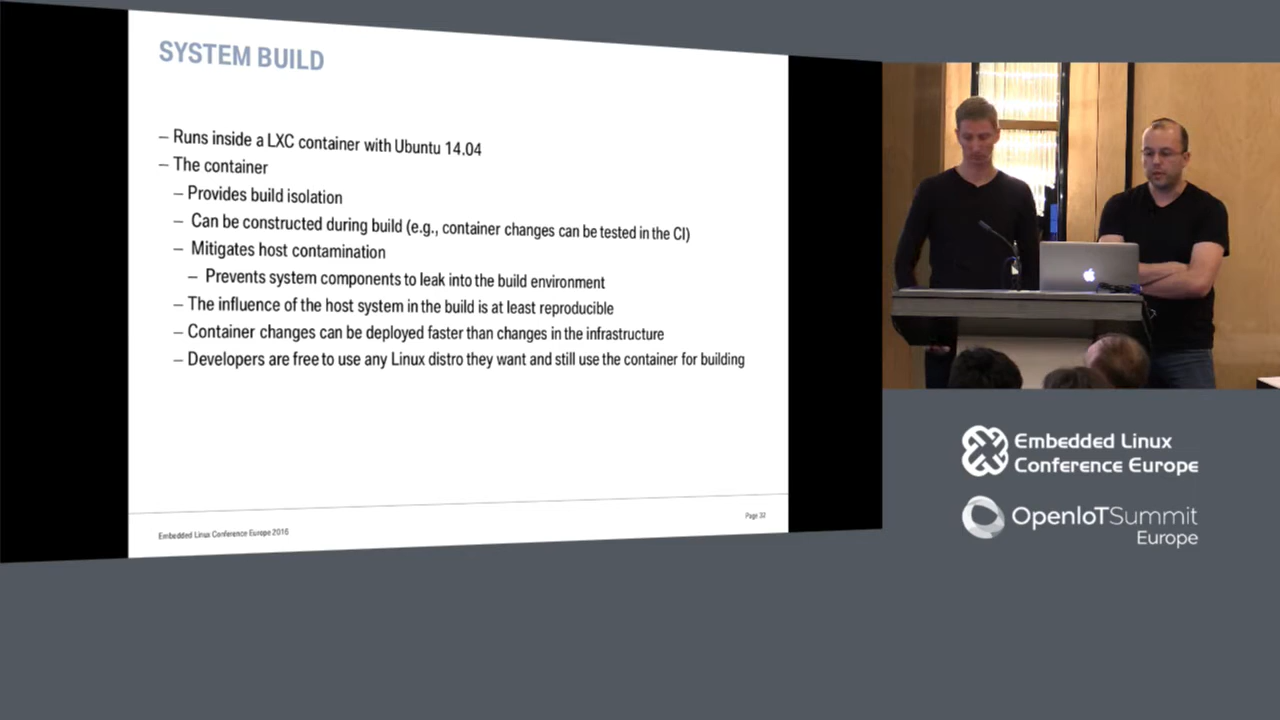 SYSTEM BUILD
– Runs inside a LXC container with Ubuntu 14.04
– The container
– Provides build isolation
– Can be constructed during build (e.g., container changes can be tested in the CI)
– Mitigates host contamination
– Prevents system components to leak into the build environment
– The influence of the host system in the build is at least reproducible
– Container changes can be deployed faster than changes in the infrastructure
– Developers are free to use any Linux distro they want and still use the container for building
Embedded Linux Conference Europe 2016
Page 30
Embedded Linux
Conference Europe
OpenIoTSummit
Europe